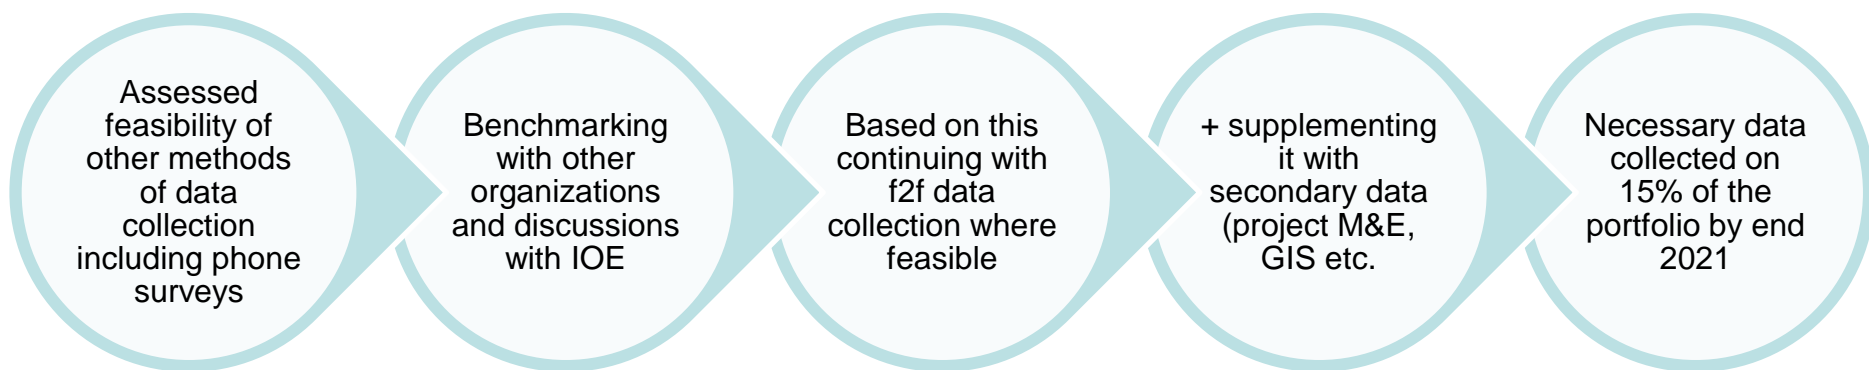 Assessed
feasibility of
other methods
of data
collection
including phone
surveys
Benchmarking
with other
organizations
and discussions
with IOE
Based on this
continuing with
f2f data
collection where
feasible
+ supplementing
it with
secondary data
(project M&E,
GIS etc.
Necessary data
collected on
15% of the
portfolio by end
2021